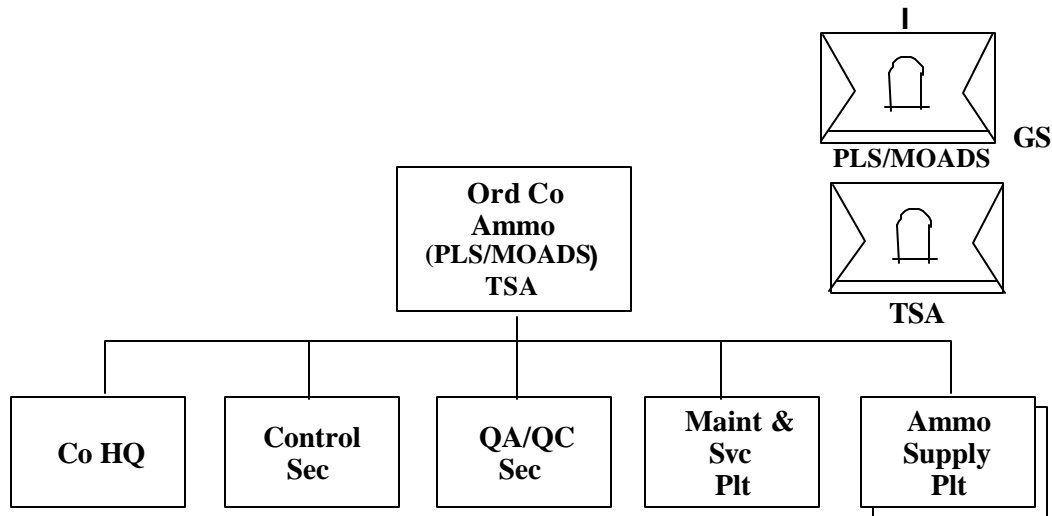 GS
PLS/MOADS
TSA
Ord Co
Ammo
(PLS/MOADS)
TSA
Co HQ
Control
Sec
QA/QC
Sec
Maint &
Svc
Plt
Ammo
Supply
Plt